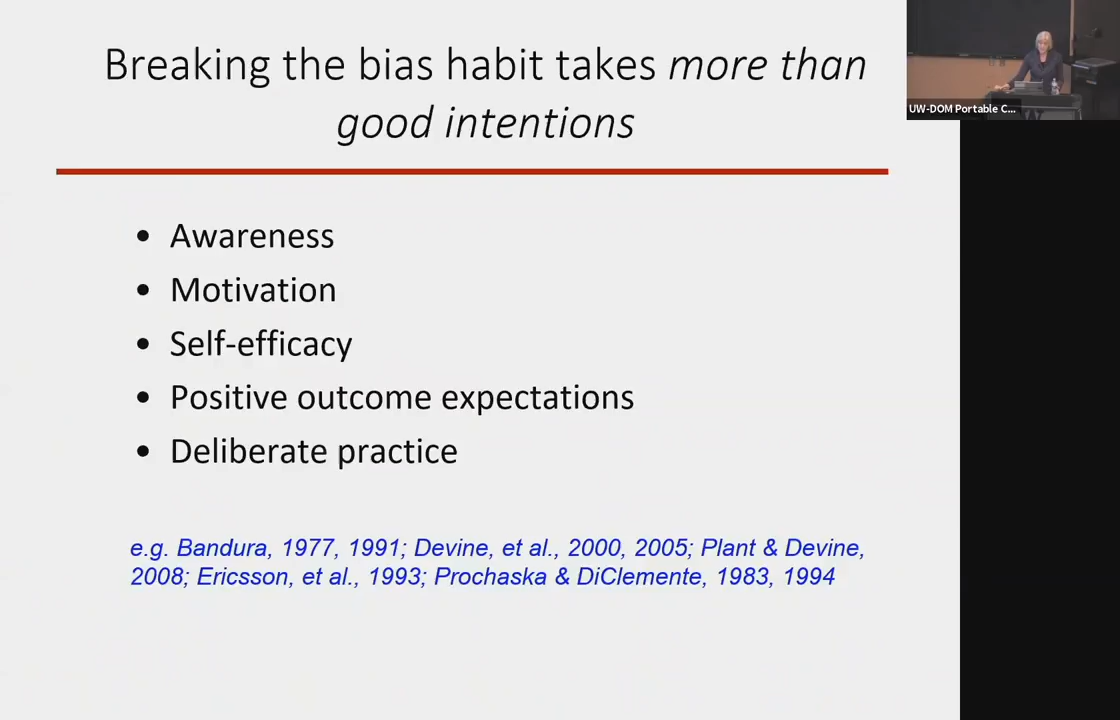 Breaking the bias habit takes more than
good intentions
UW-DOM Portable C...
• Awareness
• Motivation
• Self-efficacy
• Positive outcome expectations
• Deliberate practice
e.g. Bandura, 1977, 1991; Devine, et al., 2000, 2005; Plant & Devine,
2008; Ericsson, et al., 1993; Prochaska & DiClemente, 1983, 1994